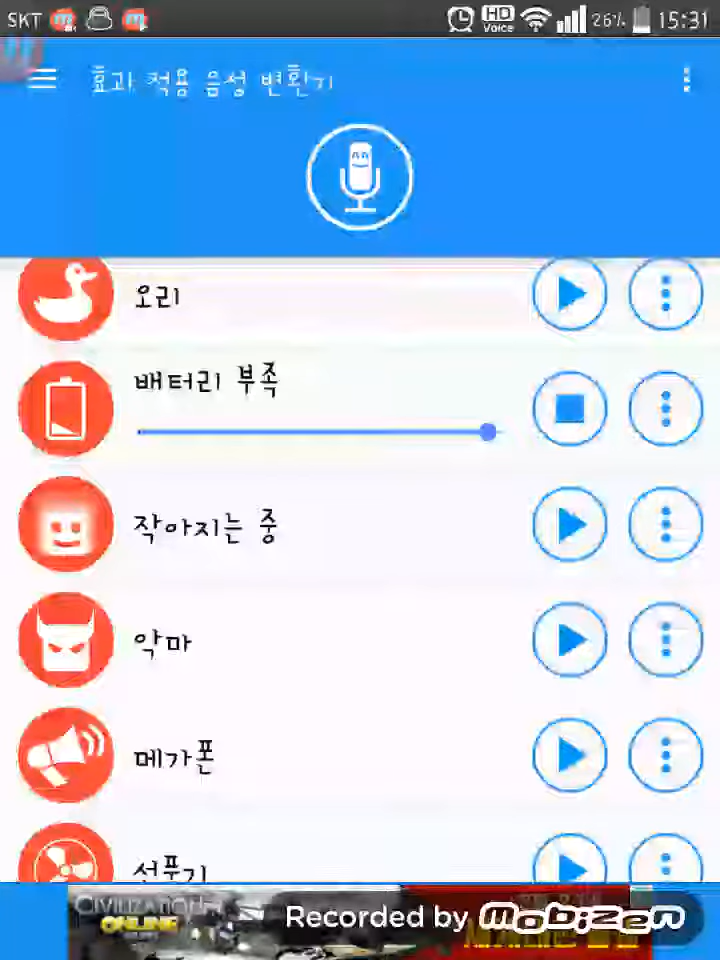 SKT HD Voice 26% 15:31
효과 적용 음성 변환기
오리
배터리 부족
작아지는 중
악마
메가폰
선풍기
CIVILIZATION
ONLINE
Recorded by Mobizen